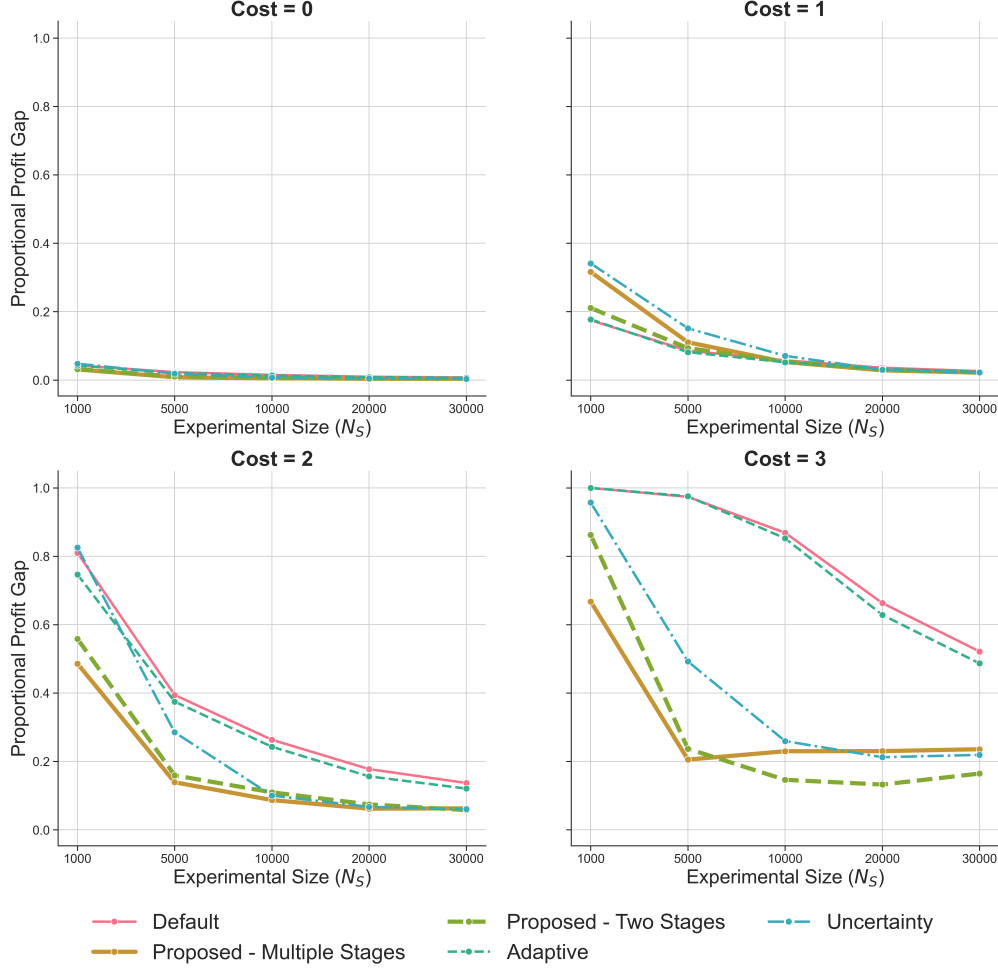 Cost = 0
Cost = 1
Proportional Profit Gap
1.0
0.8
0.6
0.4
0.2
0.0
1000 5000 10000 20000 30000
1000 5000 10000 20000 30000
Experimental Size (N_S)
Experimental Size (N_S)
Cost = 2
Cost = 3
Proportional Profit Gap
1.0
0.8
0.6
0.4
0.2
0.0
1000 5000 10000 20000 30000
1000 5000 10000 20000 30000
Experimental Size (N_S)
Experimental Size (N_S)
Default
Proposed - Two Stages
Uncertainty
Proposed - Multiple Stages
Adaptive